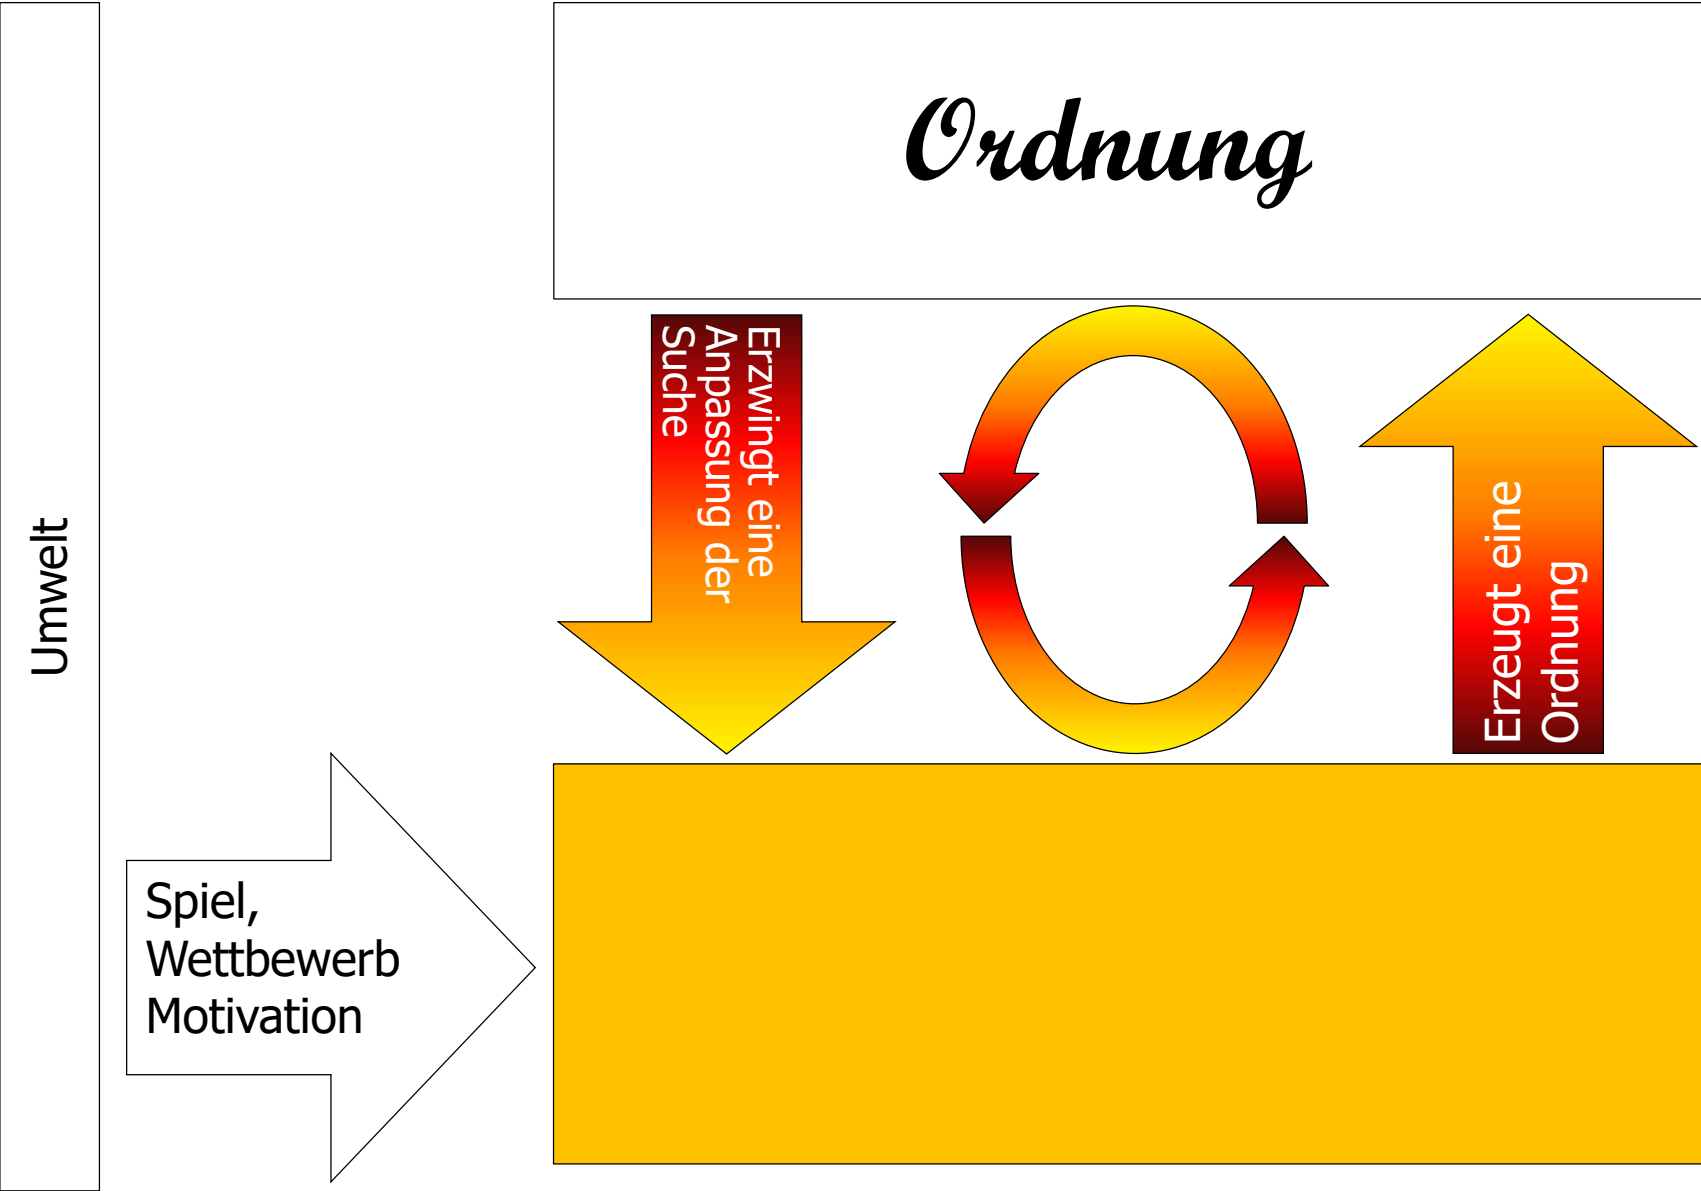 Umwelt
Ordnung
Erzwingt eine
Anpassung der
Suche
Erzeugt eine
Ordnung
Spiel,
Wettbewerb
Motivation